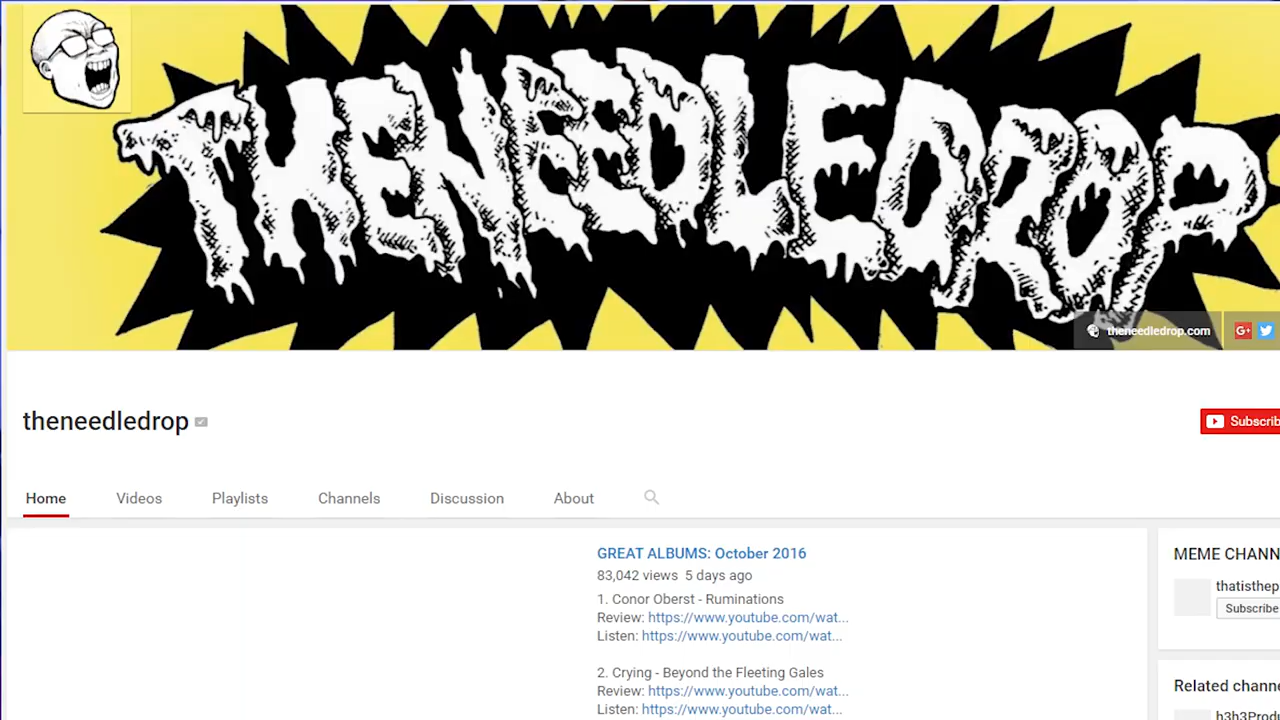 THENEEDLEDROP
theneedledrop.com
theneedledrop
Subscrib
Home Videos Playlists Channels Discussion About
GREAT ALBUMS: October 2016
83,042 views 5 days ago
1. Conor Oberst - Ruminations
Review: https://www.youtube.com/wat...
Listen: https://www.youtube.com/wat...
2. Crying - Beyond the Fleeting Gales
Review: https://www.youtube.com/wat...
Listen: https://www.youtube.com/wat...
MEME CHANN
thatisthep
Subscribe
Related channe
h3h3Produ